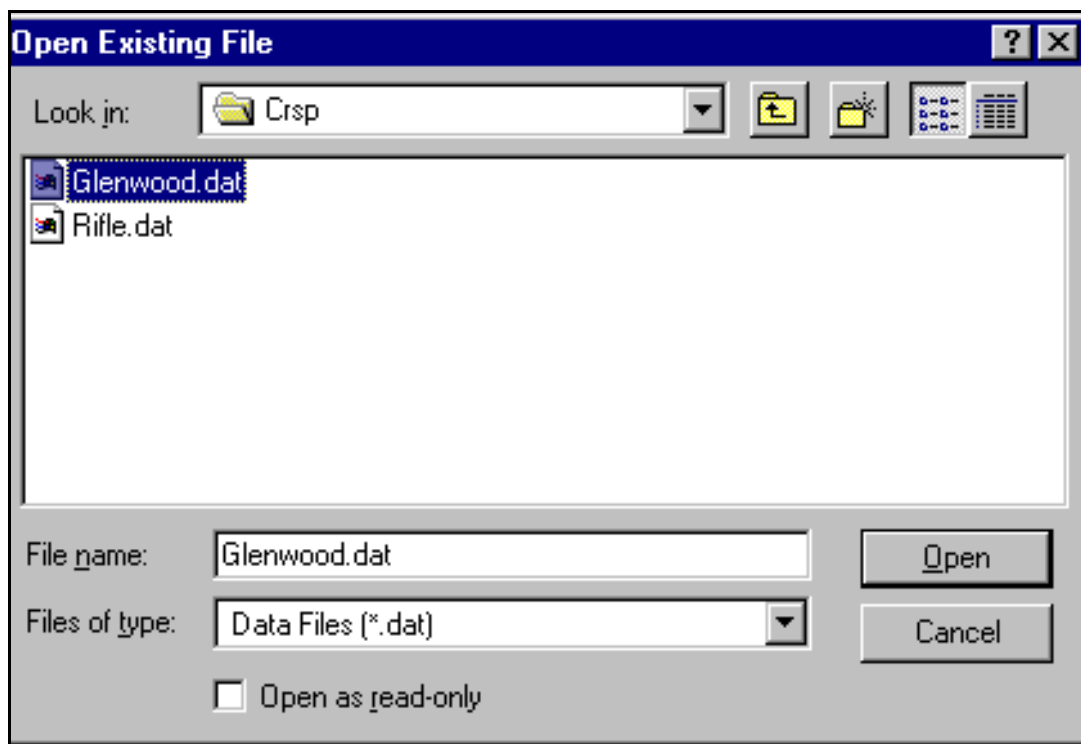 Open Existing File
Look in: Crsp
Glenwood.dat
Rifle.dat
File name: Glenwood.dat
Open
Files of type: Data Files (*.dat)
Cancel
Open as read-only